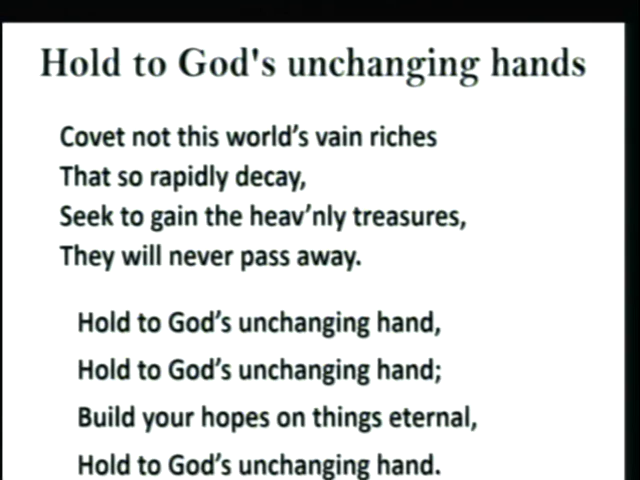 Hold to God's unchanging hands
Covet not this world’s vain riches
That so rapidly decay,
Seek to gain the heav’nly treasures,
They will never pass away.
Hold to God’s unchanging hand,
Hold to God’s unchanging hand;
Build your hopes on things eternal,
Hold to God’s unchanging hand.